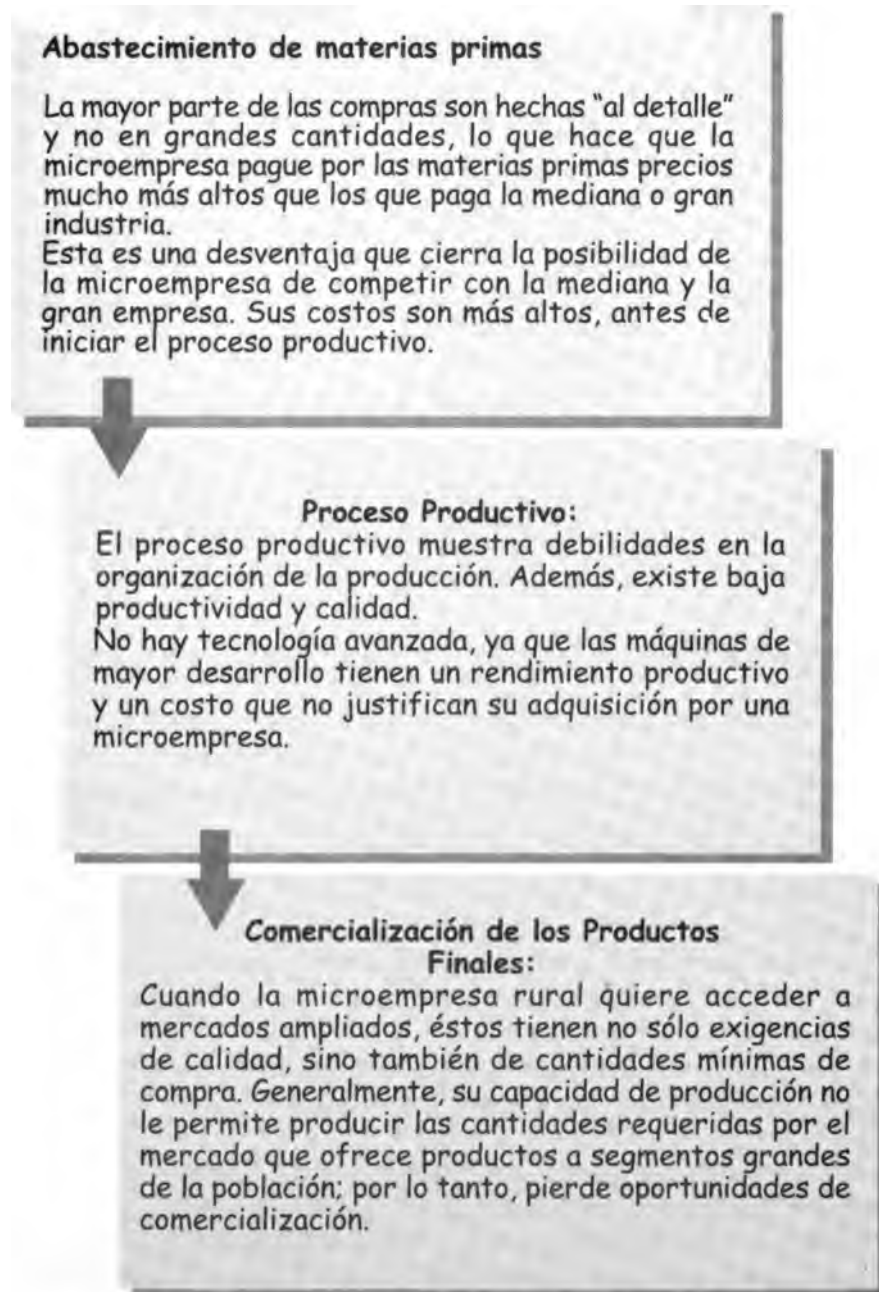 Abastecimiento de materias primas
La mayor parte de las compras son hechas "al detalle"
y no en grandes cantidades, lo que hace que la
microempresa pague por las materias primas precios
mucho más altos que los que paga la mediana o gran
industria.
Esta es una desventaja que cierra la posibilidad de
la microempresa de competir con la mediana y la
gran empresa. Sus costos son más altos, antes de
iniciar el proceso productivo.
Proceso Productivo:
El proceso productivo muestra debilidades en la
organización de la producción. Además, existe baja
productividad y calidad.
No hay tecnología avanzada, ya que las máquinas de
mayor desarrollo tienen un rendimiento productivo
y un costo que no justifican su adquisición por una
microempresa.
Comercialización de los Productos
Finales:
Cuando la microempresa rural quiere acceder a
mercados ampliados, éstos tienen no sólo exigencias
de calidad, sino también de cantidades mínimas de
compra. Generalmente, su capacidad de producción no
le permite producir las cantidades requeridas por el
mercado que ofrece productos a segmentos grandes
de la población; por lo tanto, pierde oportunidades de
comercialización.